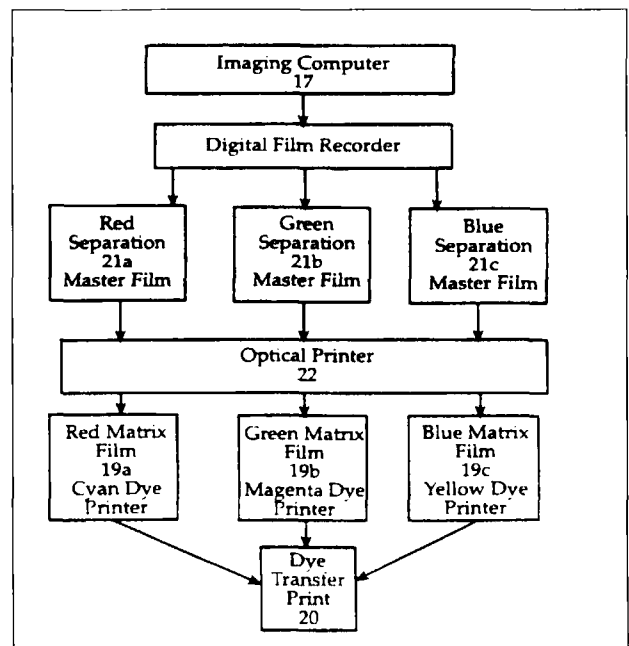 Imaging Computer
17
Digital Film Recorder
Red
Separation
21a
Master Film
Green
Separation
21b
Master Film
Blue
Separation
21c
Master Film
Optical Printer
22
Red Matrix
Film
19a
Cyan Dye
Printer
Green Matrix
Film
19b
Magenta Dye
Printer
Blue Matrix
Film
19c
Yellow Dye
Printer
Dye
Transfer
Print
20